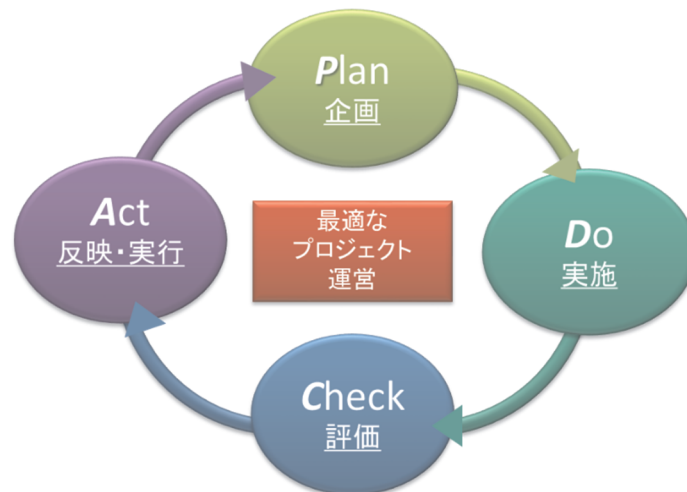 Plan
企画
Do
実施
Check
評価
Act
反映・実行
最適な
プロジェクト
運営